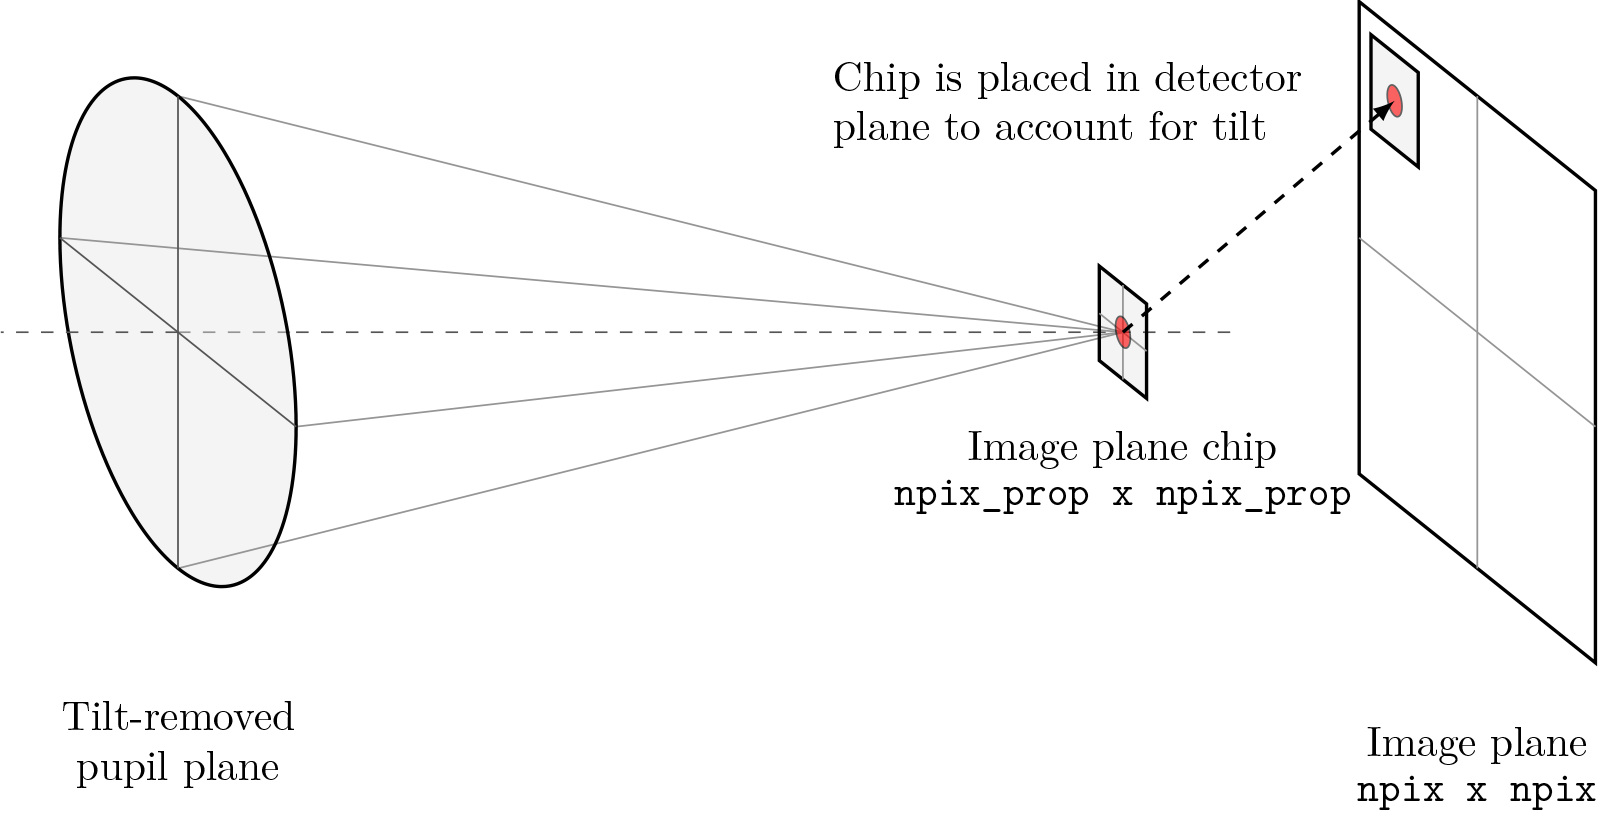 Chip is placed in detector
plane to account for tilt
Image plane chip
npix_prop x npix_prop
Tilt-removed
pupil plane
Image plane
npix x npix